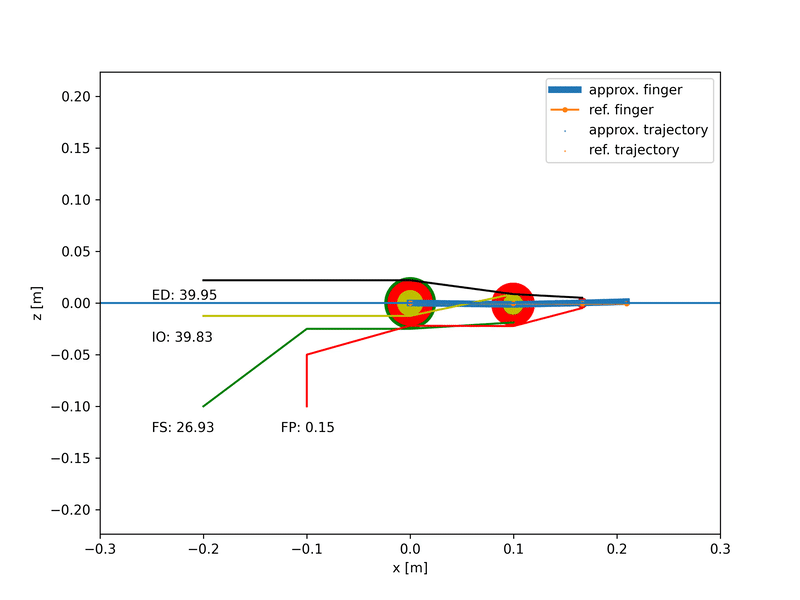 approx. finger
ref. finger
approx. trajectory
ref. trajectory
0.20
0.15
0.10
0.05
0.00
−0.05
−0.10
−0.15
−0.20
z [m]
ED: 39.95
IO: 39.83
FS: 26.93
FP: 0.15
−0.3
−0.2
−0.1
0.0
0.1
0.2
0.3
x [m]